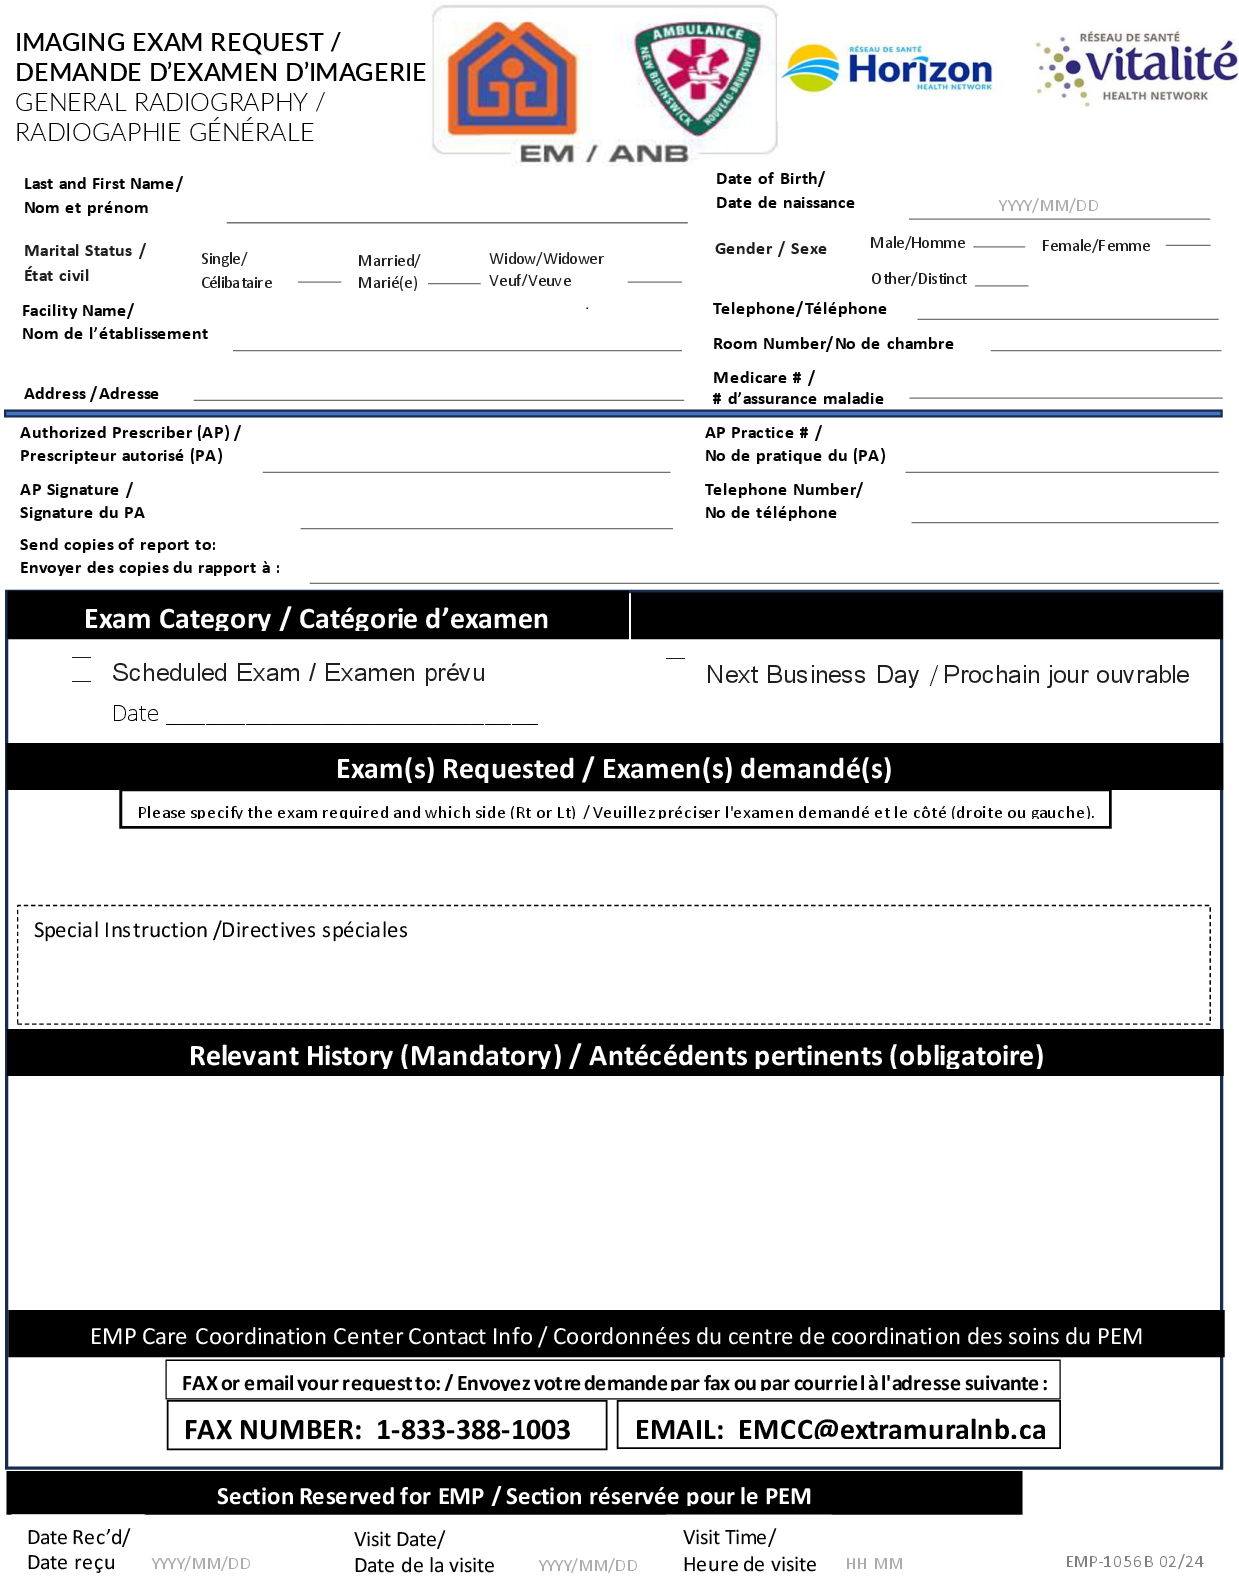 IMAGING EXAM REQUEST /
DEMANDE D'EXAMEN D'IMAGERIE
GENERAL RADIOGRAPHY /
RADIOGAPHIE GÉNÉRALE
AMBULANCE
NEW BRUNSWICK
NOUVEAU-BRUNSWICK
EM / ANB
RÉSEAU DE SANTÉ
Horizon
HEALTH NETWORK
RÉSEAU DE SANTÉ
vitalité
HEALTH NETWORK
Last and First Name/
Nom et prénom
Date of Birth/
Date de naissance
YYYY/MM/DD
Marital Status /
État civil
Single/
Célibataire
Married/
Marié(e)
Widow/Widower
Veuf/Veuve
Gender / Sexe
Male/Homme
Female/Femme
Other/Distinct
Facility Name/
Nom de l'établissement
Telephone/Téléphone
Room Number/No de chambre
Address /Adresse
Medicare # /
# d'assurance maladie
Authorized Prescriber (AP) /
Prescripteur autorisé (PA)
AP Practice # /
No de pratique du (PA)
AP Signature /
Signature du PA
Telephone Number/
No de téléphone
Send copies of report to:
Envoyer des copies du rapport à :
Exam Category / Catégorie d'examen
Scheduled Exam / Examen prévu
Date ____________________________
Next Business Day / Prochain jour ouvrable
Exam(s) Requested / Examen(s) demandé(s)
Please specify the exam required and which side (Rt or Lt) / Veuillez préciser l'examen demandé et le côté (droite ou gauche).
Special Instruction /Directives spéciales
Relevant History (Mandatory) / Antécédents pertinents (obligatoire)
EMP Care Coordination Center Contact Info / Coordonnées du centre de coordination des soins du PEM
FAX or email your request to: / Envoyez votre demande par fax ou par courriel à l'adresse suivante :
FAX NUMBER: 1-833-388-1003
EMAIL: EMCC@extramuralnb.ca
Section Reserved for EMP / Section réservée pour le PEM
Date Rec'd/
Date reçu
YYYY/MM/DD
Visit Date/
Date de la visite
YYYY/MM/DD
Visit Time/
Heure de visite
HH MM
EMP-1056B 02/24